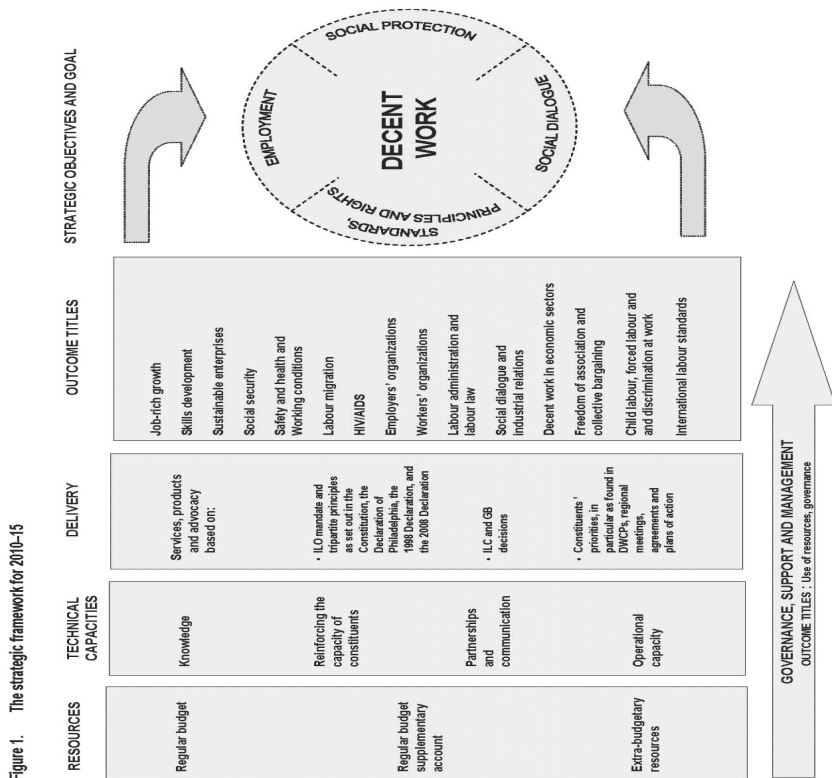 Figure 1. The strategic framework for 2010–15
RESOURCES
Regular budget
Regular budget
supplementary
account
Extra-budgetary
resources
TECHNICAL
CAPACITIES
Knowledge
Reinforcing the
capacity of
constituents
Partnerships
and
communication
Operational
capacity
DELIVERY
Services, products
and advocacy
based on:
• ILO mandate and
tripartite principles
as set out in the
Constitution, the
Declaration of
Philadelphia, the
1998 Declaration, and
the 2008 Declaration
• ILC and GB
decisions
• Constituents'
priorities, in
particular as found in
DWCPs, regional
meetings,
agreements and
plans of action
OUTCOME TITLES
Job-rich growth
Skills development
Sustainable enterprises
Social security
Safety and health and
Working conditions
Labour migration
HIV/AIDS
Employers' organizations
Workers' organizations
Labour administration and
labour law
Social dialogue and
industrial relations
Decent work in economic sectors
Freedom of association and
collective bargaining
Child labour, forced labour and
discrimination at work
International labour standards
STRATEGIC OBJECTIVES AND GOAL
EMPLOYMENT
SOCIAL PROTECTION
DECENT
WORK
STANDARDS,
PRINCIPLES AND RIGHTS
SOCIAL DIALOGUE
GOVERNANCE, SUPPORT AND MANAGEMENT
OUTCOME TITLES : Use of resources, governance